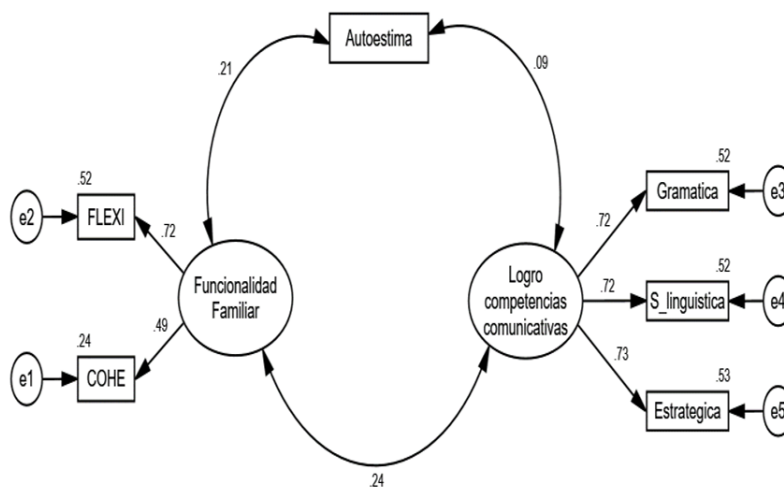 Autoestima
.21
.09
.52
.52
e2
FLEXI
.72
Gramatica
e3
.72
Funcionalidad
Familiar
Logro
competencias
comunicativas
.72
.52
S_linguistica
e4
.49
.24
e1
COHE
.73
.53
Estrategica
e5
.24